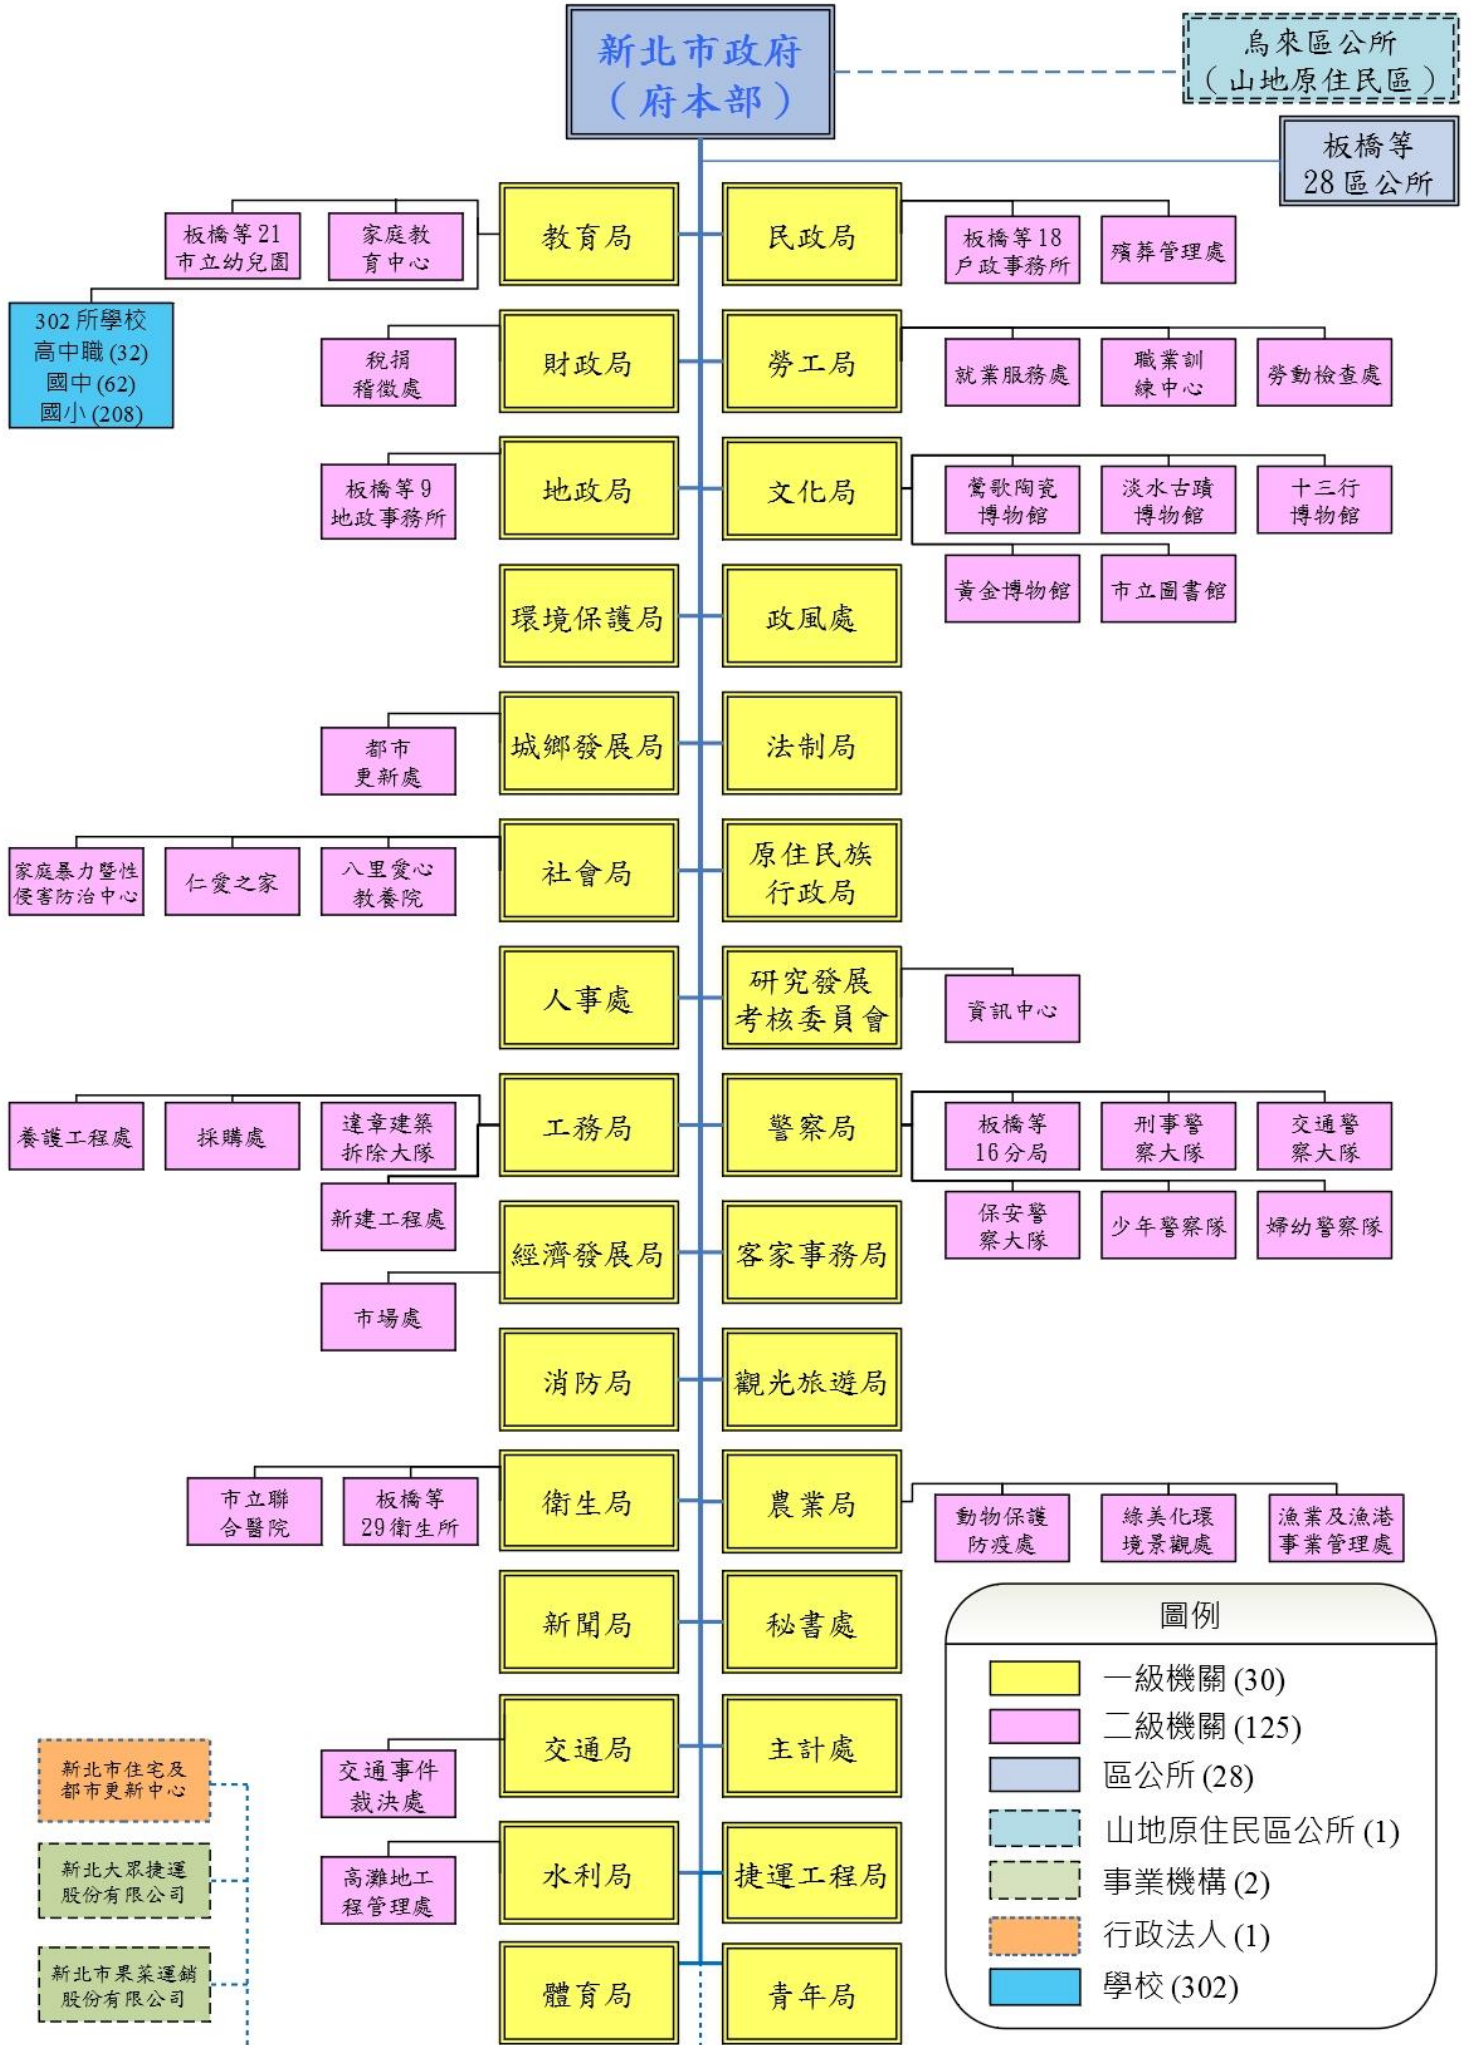 新北市政府
(府本部)
烏來區公所
(山地原住民區)
板橋等
28區公所
板橋等21
市立幼兒園
家庭教
育中心
教育局
民政局
板橋等18
戶政事務所
殯葬管理處
302 所學校
高中職 (32)
國中 (62)
國小 (208)
稅捐
稽徵處
財政局
勞工局
就業服務處
職業訓
練中心
勞動檢查處
板橋等9
地政事務所
地政局
文化局
鶯歌陶瓷
博物館
淡水古蹟
博物館
十三行
博物館
黃金博物館
市立圖書館
環境保護局
政風處
都市
更新處
城鄉發展局
法制局
家庭暴力暨性
侵害防治中心
仁愛之家
八里愛心
教養院
社會局
原住民族
行政局
人事處
研究發展
考核委員會
資訊中心
養護工程處
採購處
違章建築
拆除大隊
新建工程處
工務局
警察局
板橋等
16分局
刑事警
察大隊
交通警
察大隊
保安警
察大隊
少年警察隊
婦幼警察隊
市場處
經濟發展局
客家事務局
消防局
觀光旅遊局
市立聯
合醫院
板橋等
29衛生所
衛生局
農業局
動物保護
防疫處
綠美化環
境景觀處
漁業及漁港
事業管理處
新聞局
秘書處
交通事件
裁決處
交通局
主計處
高灘地工
程管理處
水利局
捷運工程局
體育局
青年局
新北市住宅及
都市更新中心
新北大眾捷運
股份有限公司
新北市果菜運銷
股份有限公司
圖例
一級機關 (30)
二級機關 (125)
區公所 (28)
山地原住民區公所 (1)
事業機構 (2)
行政法人 (1)
學校 (302)